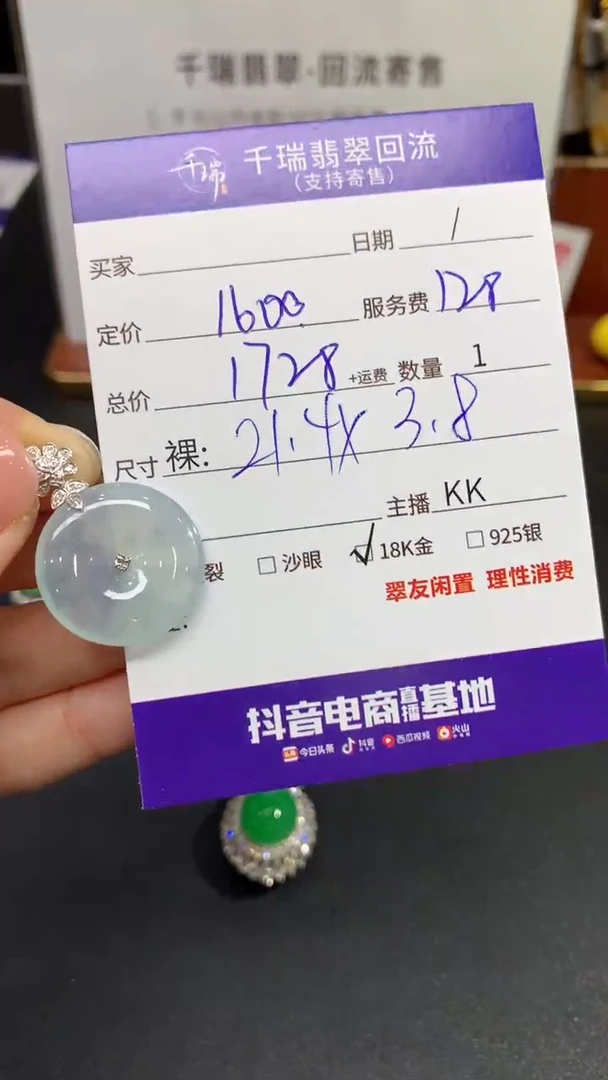 千瑞翡翠-回流寄售
千瑞 千瑞翡翠回流
(支持寄售)
买家 日期 /
定价 1600 服务费 128
总价 1728 +运费 数量 1
尺寸 裸: 21.4x 3.8
主播 KK
裂 沙眼 18K金 925银
翠友闲置 理性消费
抖音电商直播基地
头条 今日头条 抖音 西瓜视频 火山